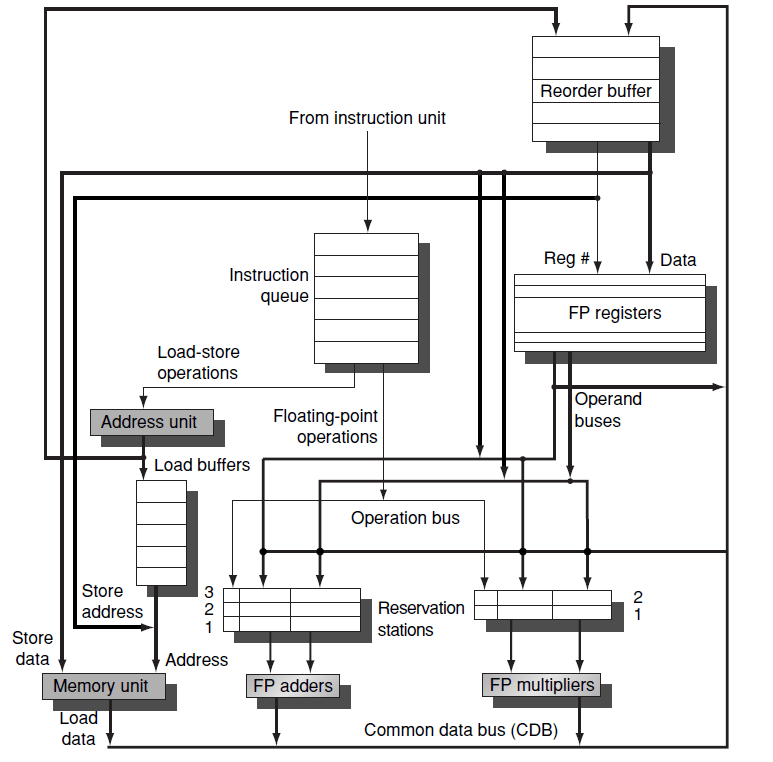 Reorder buffer
From instruction unit
Reg #
Data
Instruction
queue
FP registers
Load-store
operations
Operand
buses
Address unit
Floating-point
operations
Load buffers
Operation bus
Store
address
3
2
1
Reservation
stations
2
1
Store
data
Address
Memory unit
FP adders
FP multipliers
Load
data
Common data bus (CDB)